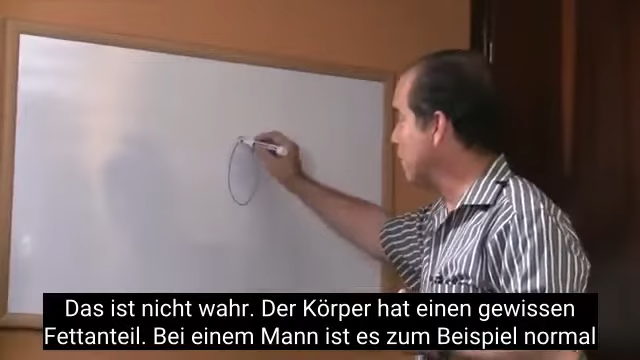 Das ist nicht wahr. Der Körper hat einen gewissen
Fettanteil. Bei einem Mann ist es zum Beispiel normal